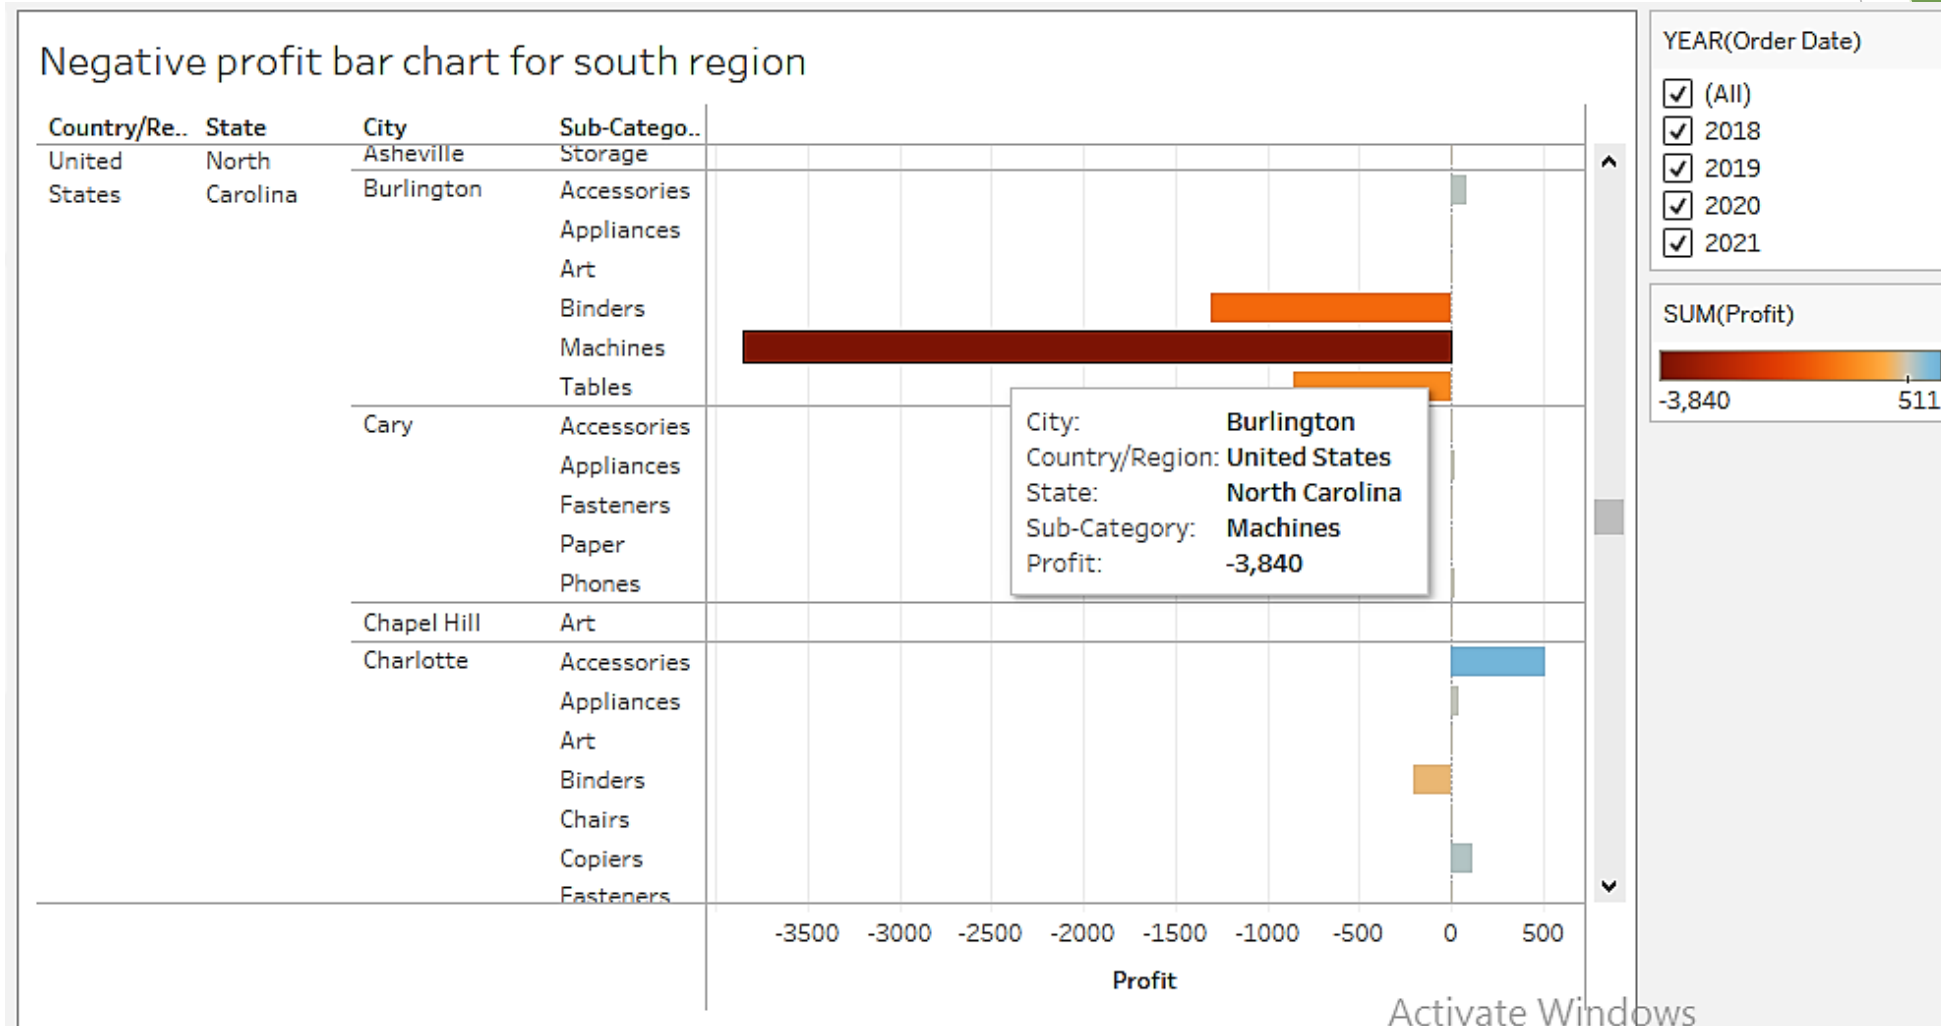 Negative profit bar chart for south region
Country/Re.. State City Sub-Catego..
United States North Carolina Asheville Storage
Burlington Accessories
Appliances
Art
Binders
Machines
Tables
Cary Accessories
Appliances
Fasteners
Paper
Phones
Chapel Hill Art
Charlotte Accessories
Appliances
Art
Binders
Chairs
Copiers
Fasteners
City: Burlington
Country/Region: United States
State: North Carolina
Sub-Category: Machines
Profit: -3,840
-3500 -3000 -2500 -2000 -1500 -1000 -500 0 500
Profit
YEAR(Order Date)
(All)
2018
2019
2020
2021
SUM(Profit)
-3,840 511
Activate Windows